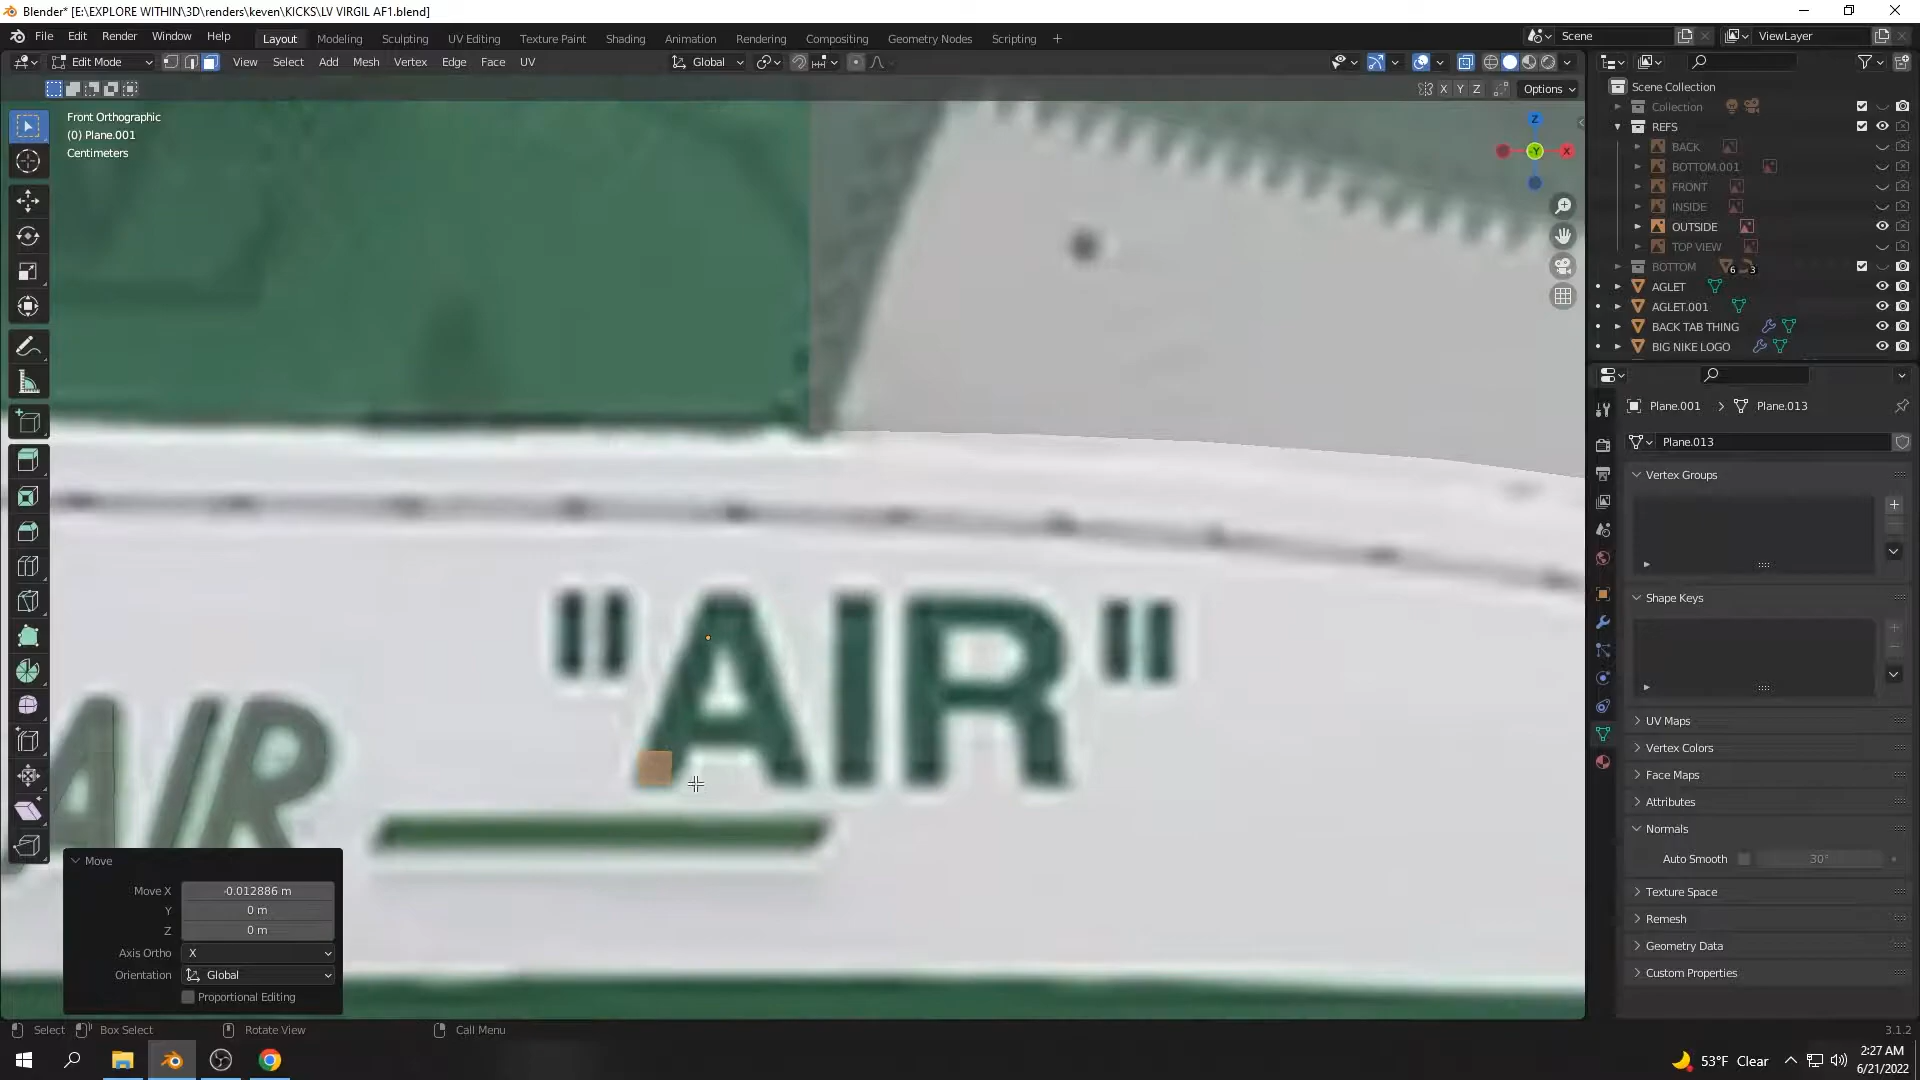 Blender* [E:\EXPLORE WITHIN\3D\renders\keven\KICKS\LV VIRGIL AF1.blend]
File Edit Render Window Help
Layout Modeling Sculpting UV Editing Texture Paint Shading Animation Rendering Compositing Geometry Nodes Scripting +
Scene
ViewLayer
Edit Mode View Select Add Mesh Vertex Edge Face UV
Global
X Y Z Options
Front Orthographic
(0) Plane.001
Centimeters
Z
Y
X
Scene Collection
Collection
REFS
BACK
BOTTOM.001
FRONT
INSIDE
OUTSIDE
TOP VIEW
BOTTOM 6 3
AGLET
AGLET.001
BACK TAB THING
BIG NIKE LOGO
Plane.001 > Plane.013
Plane.013
Vertex Groups
Shape Keys
UV Maps
Vertex Colors
Face Maps
Attributes
Normals
Auto Smooth 30°
Texture Space
Remesh
Geometry Data
Custom Properties
"AIR"
AIR
Move
Move X -0.012886 m
Y 0 m
Z 0 m
Axis Ortho X
Orientation Global
Proportional Editing
Select Box Select Rotate View Call Menu
3.1.2
53°F Clear
2:27 AM
6/21/2022